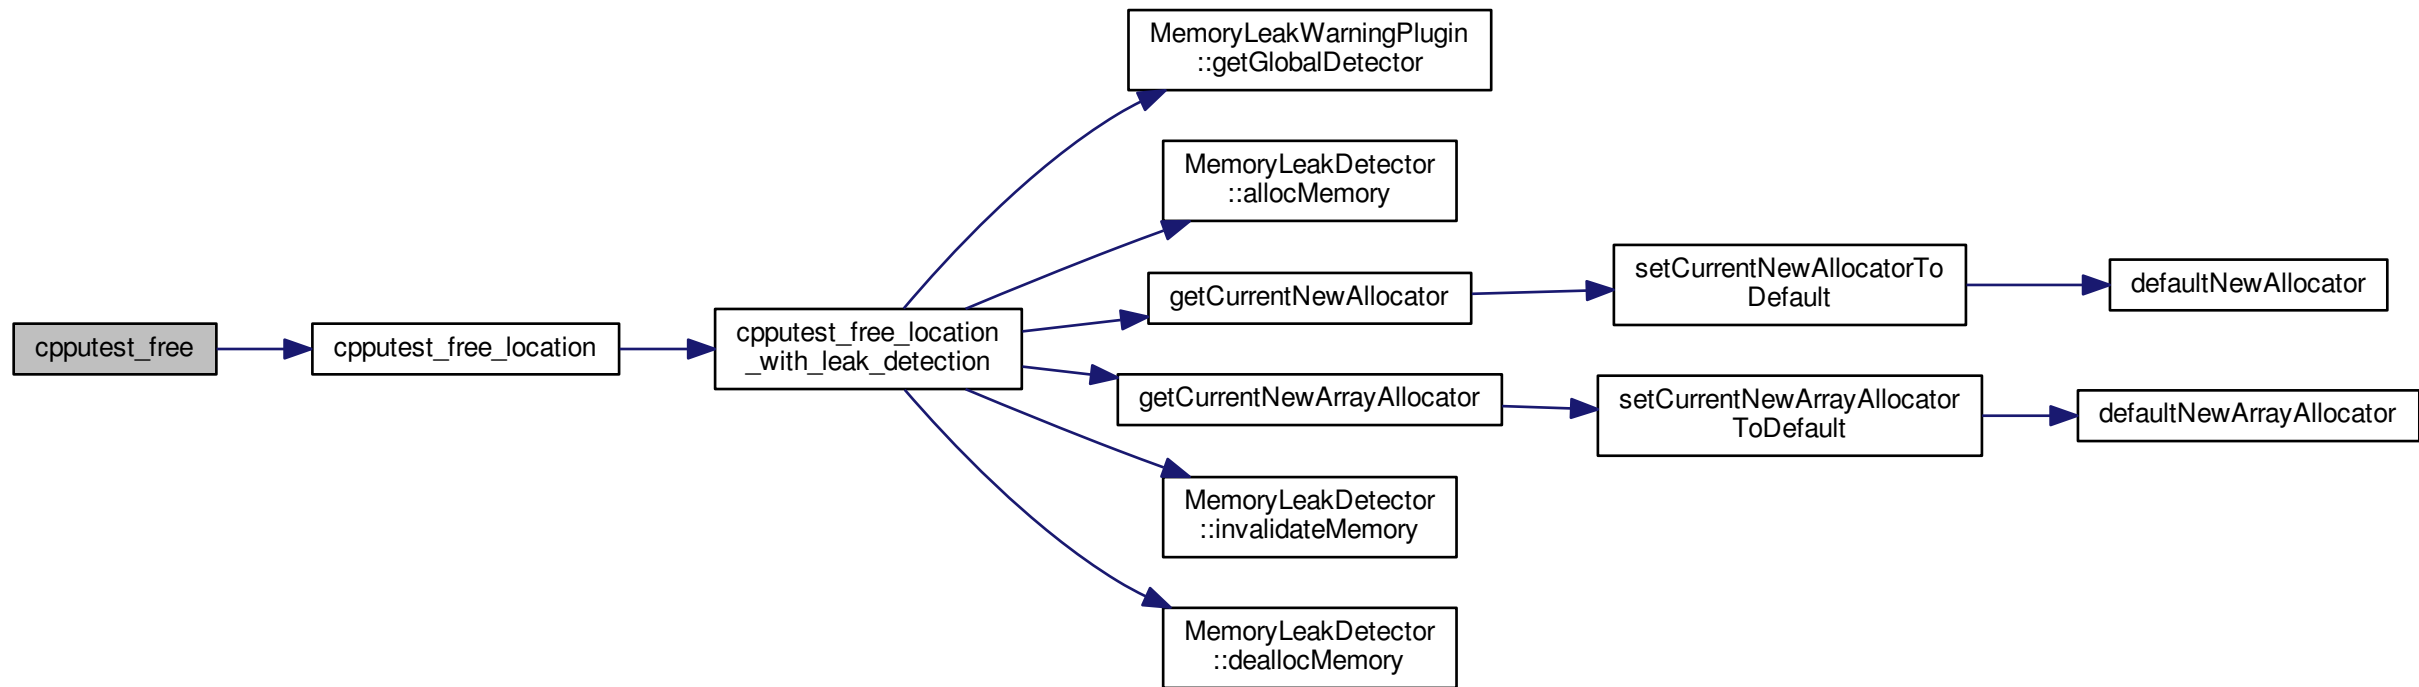 cpputest_free
cpputest_free_location
cpputest_free_location
_with_leak_detection
MemoryLeakWarningPlugin
::getGlobalDetector
MemoryLeakDetector
::allocMemory
getCurrentNewAllocator
setCurrentNewAllocatorTo
Default
defaultNewAllocator
getCurrentNewArrayAllocator
setCurrentNewArrayAllocator
ToDefault
defaultNewArrayAllocator
MemoryLeakDetector
::invalidateMemory
MemoryLeakDetector
::deallocMemory